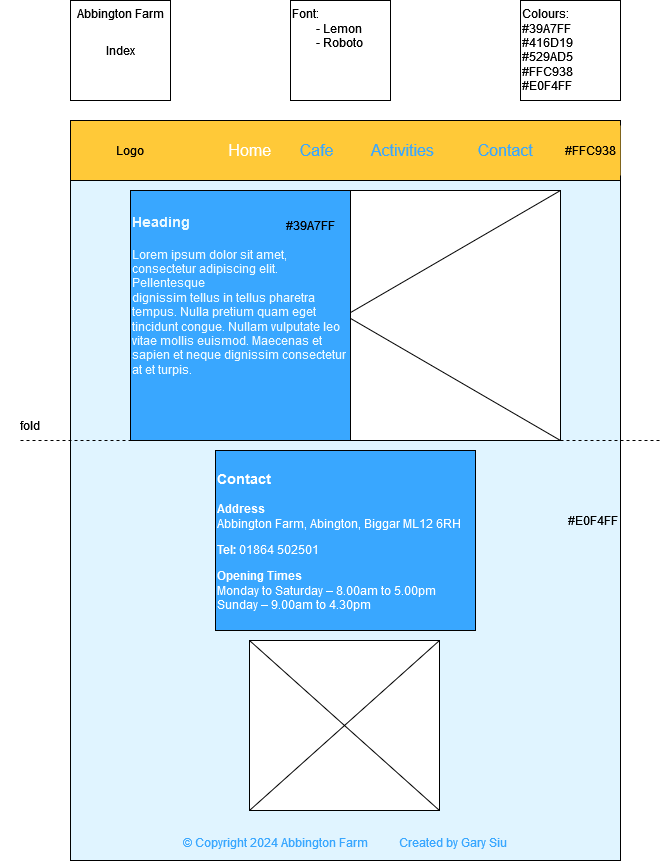 Abbington Farm
Index
Font:
- Lemon
- Roboto
Colours:
#39A7FF
#416D19
#529AD5
#FFC938
#E0F4FF
Logo
Home
Cafe
Activities
Contact
#FFC938
Heading
#39A7FF
Lorem ipsum dolor sit amet,
consectetur adipiscing elit.
Pellentesque
dignissim tellus in tellus pharetra
tempus. Nulla pretium quam eget
tincidunt congue. Nullam vulputate leo
vitae mollis euismod. Maecenas et
sapien et neque dignissim consectetur
at et turpis.
fold
Contact
Address
Abbington Farm, Abington, Biggar ML12 6RH
Tel: 01864 502501
Opening Times
Monday to Saturday – 8.00am to 5.00pm
Sunday – 9.00am to 4.30pm
#E0F4FF
© Copyright 2024 Abbington Farm
Created by Gary Siu